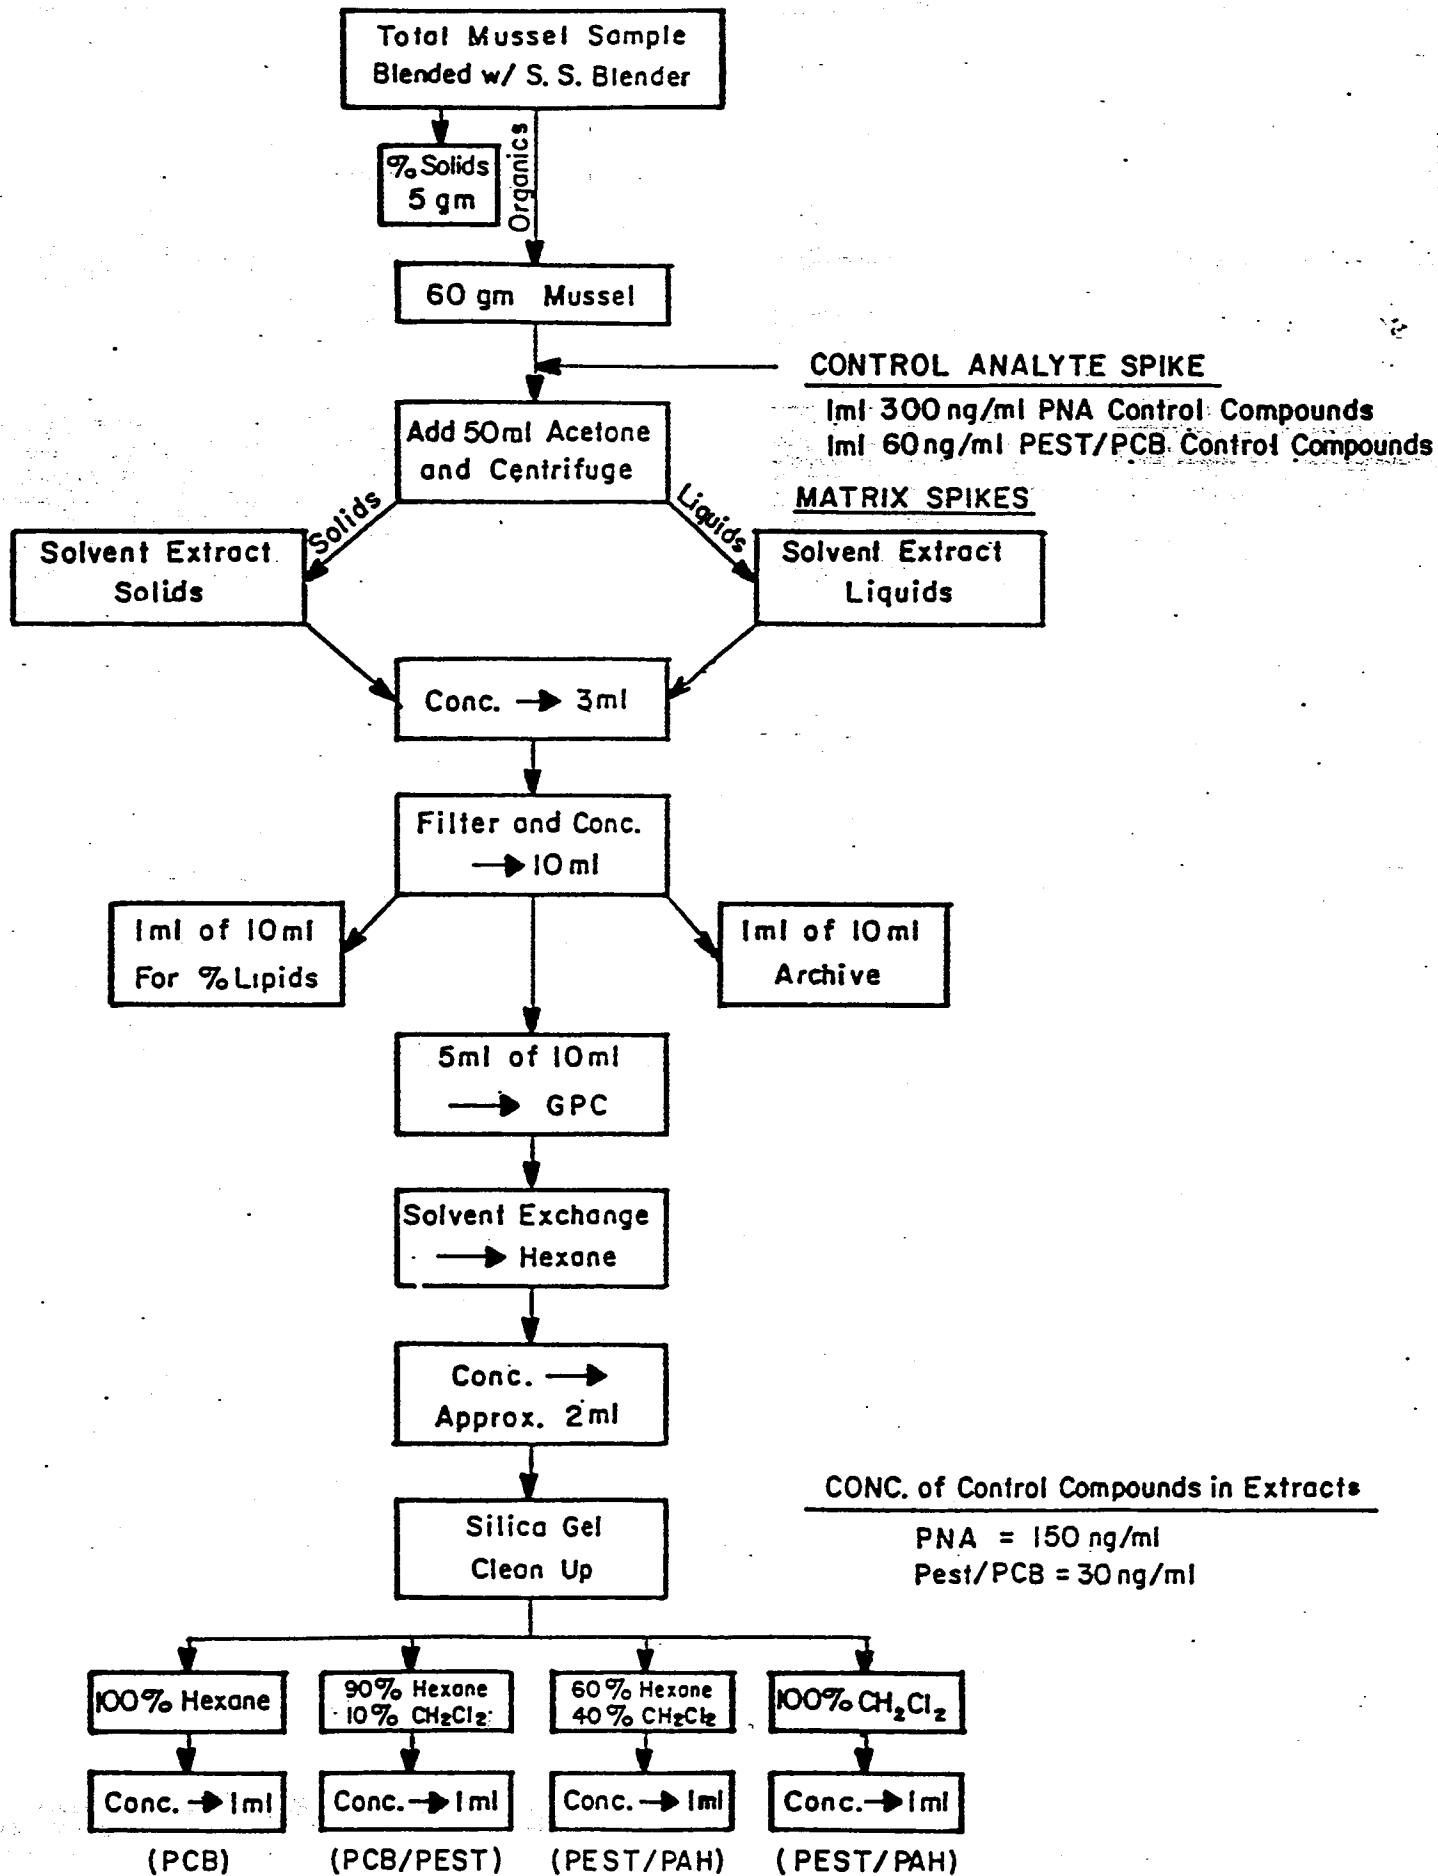 Total Mussel Sample
Blended w/ S. S. Blender
% Solids
5 gm
Organics
60 gm Mussel
CONTROL ANALYTE SPIKE
1ml 300 ng/ml PNA Control Compounds
1ml 60 ng/ml PEST/PCB Control Compounds
Add 50ml Acetone
and Centrifuge
MATRIX SPIKES
Solids
Liquids
Solvent Extract
Solids
Solvent Extract
Liquids
Conc. → 3ml
Filter and Conc.
→ 10ml
1ml of 10ml
For % Lipids
1ml of 10ml
Archive
5ml of 10ml
→ GPC
Solvent Exchange
→ Hexane
Conc. →
Approx. 2ml
Silica Gel
Clean Up
CONC. of Control Compounds in Extracts
PNA = 150 ng/ml
Pest/PCB = 30 ng/ml
100% Hexane
90% Hexane
10% CH₂Cl₂
60% Hexane
40% CH₂Cl₂
100% CH₂Cl₂
Conc. → 1ml
Conc. → 1ml
Conc. → 1ml
Conc. → 1ml
(PCB)
(PCB/PEST)
(PEST/PAH)
(PEST/PAH)